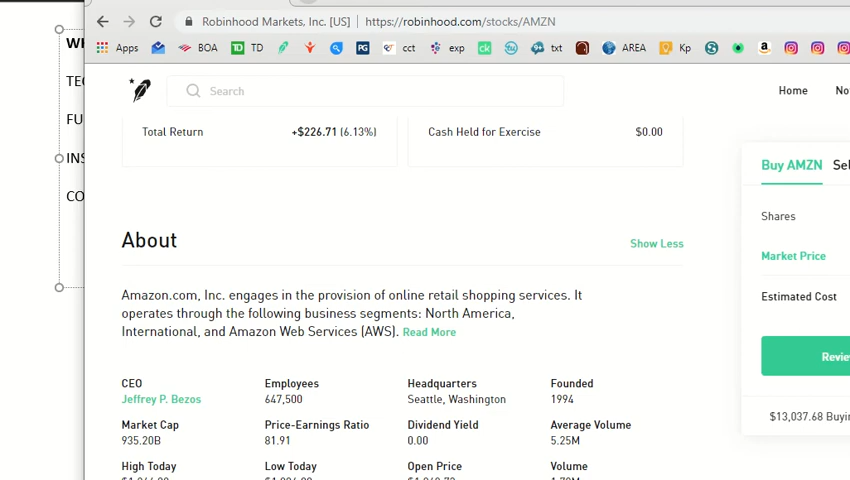 Robinhood Markets, Inc. [US] https://robinhood.com/stocks/AMZN
Apps BOA TD exp cct ck txt AREA Kp
Search
Home
Total Return +$226.71 (6.13%) Cash Held for Exercise $0.00
Buy AMZN
Shares
About Show Less
Market Price
Amazon.com, Inc. engages in the provision of online retail shopping services. It
operates through the following business segments: North America,
International, and Amazon Web Services (AWS). Read More
Estimated Cost
CEO Employees Headquarters Founded
Jeffrey P. Bezos 647,500 Seattle, Washington 1994
Market Cap Price-Earnings Ratio Dividend Yield Average Volume
935.20B 81.91 0.00 5.25M
High Today Low Today Open Price Volume
$13,037.68